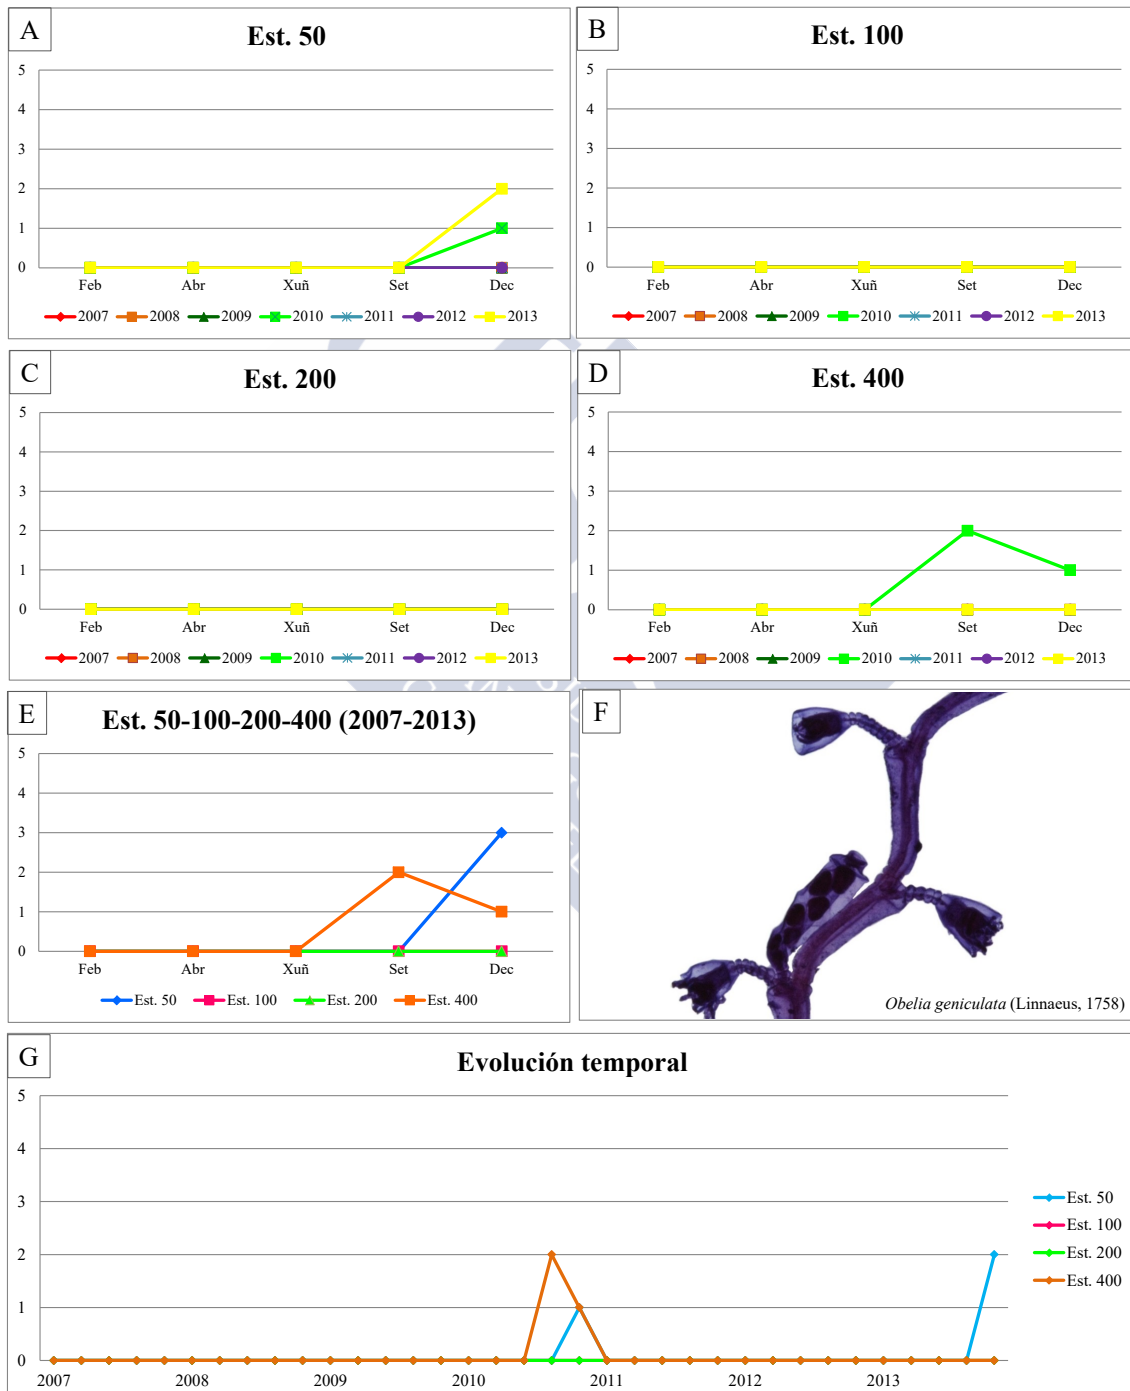 A
Est. 50
5
4
3
2
1
0
Feb Abr Xuñ Set Dec
2007 2008 2009 2010 2011 2012 2013
B
Est. 100
5
4
3
2
1
0
Feb Abr Xuñ Set Dec
2007 2008 2009 2010 2011 2012 2013
C
Est. 200
5
4
3
2
1
0
Feb Abr Xuñ Set Dec
2007 2008 2009 2010 2011 2012 2013
D
Est. 400
5
4
3
2
1
0
Feb Abr Xuñ Set Dec
2007 2008 2009 2010 2011 2012 2013
E
Est. 50-100-200-400 (2007-2013)
5
4
3
2
1
0
Feb Abr Xuñ Set Dec
Est. 50 Est. 100 Est. 200 Est. 400
F
Obelia geniculata (Linnaeus, 1758)
G
Evolución temporal
5
4
3
2
1
0
2007 2008 2009 2010 2011 2012 2013
Est. 50
Est. 100
Est. 200
Est. 400